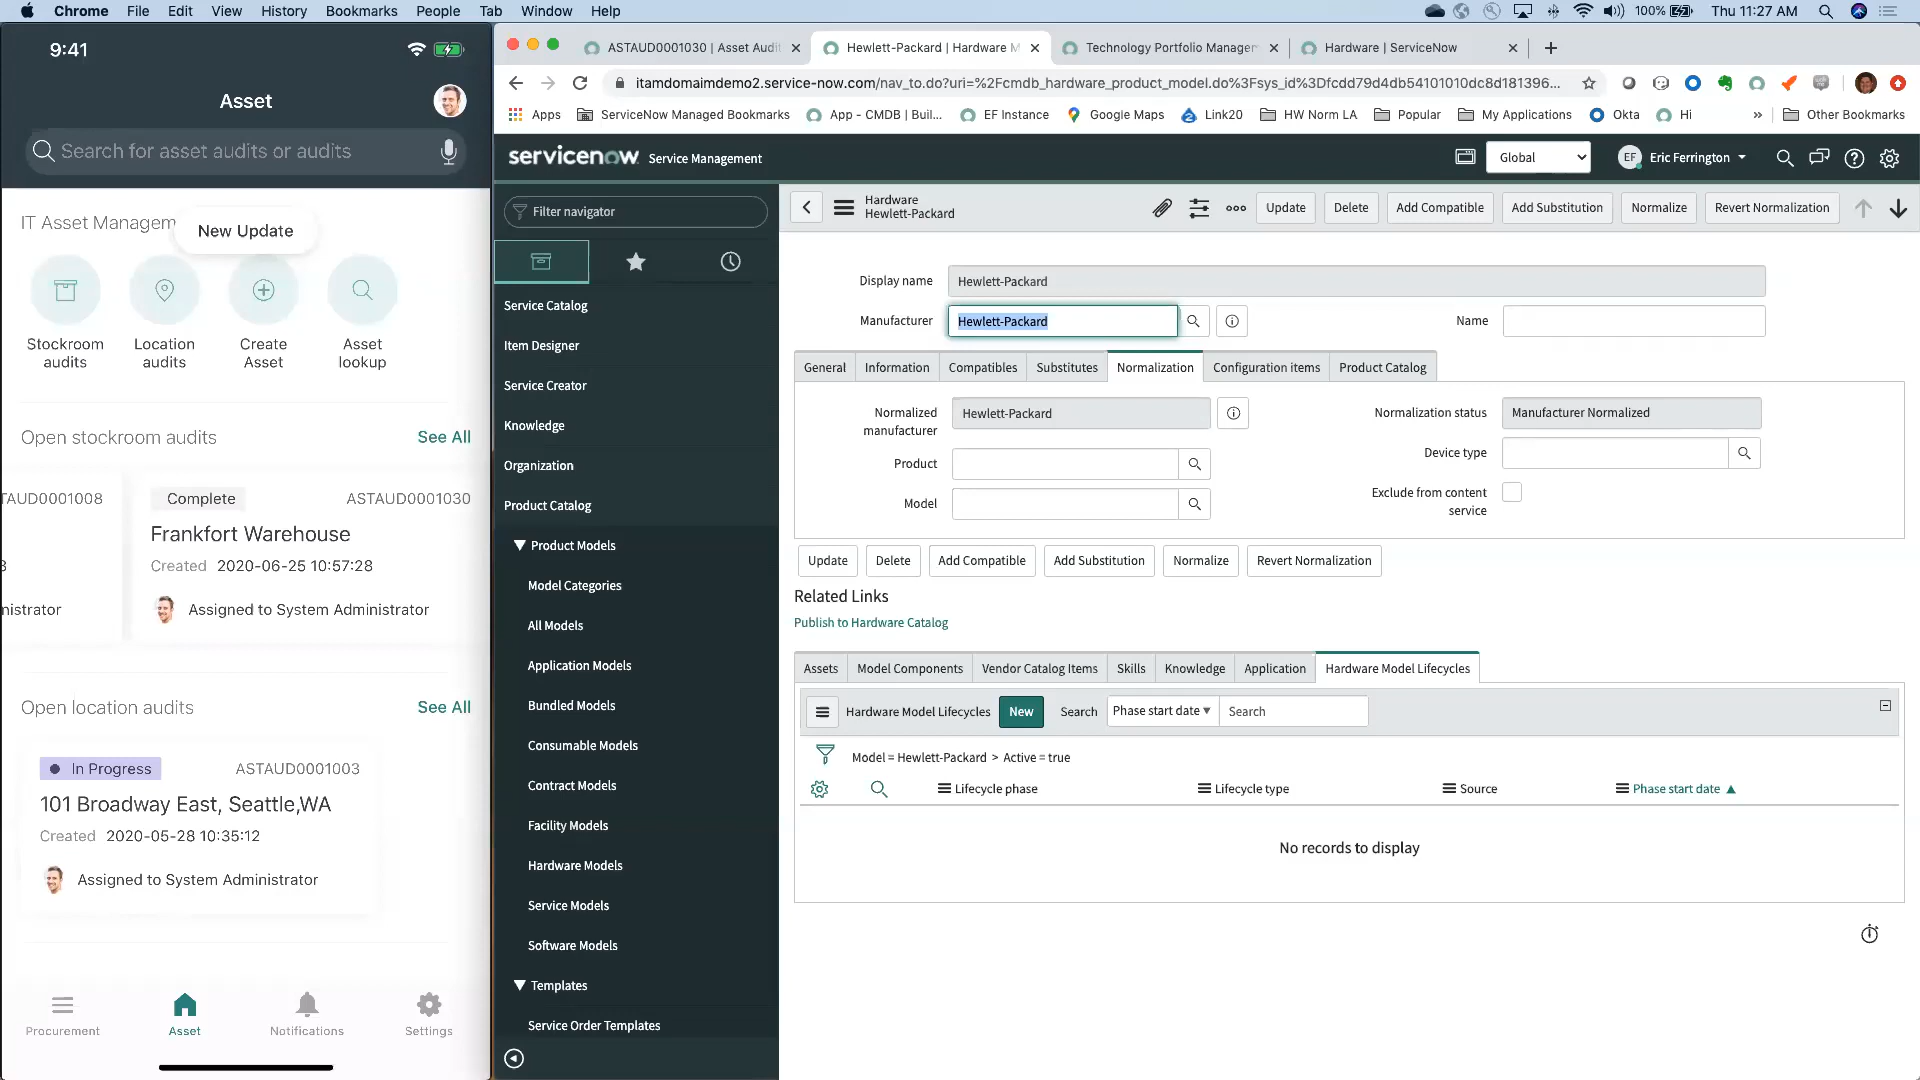 Chrome File Edit View History Bookmarks People Tab Window Help
100% Thu 11:27 AM
9:41
Asset
Search for asset audits or audits
IT Asset Managem
New Update
Stockroom audits
Location audits
Create Asset
Asset lookup
Open stockroom audits See All
TAUD0001008
nistrator
Complete ASTAUD0001030
Frankfort Warehouse
Created 2020-06-25 10:57:28
Assigned to System Administrator
Open location audits See All
In Progress ASTAUD0001003
101 Broadway East, Seattle,WA
Created 2020-05-28 10:35:12
Assigned to System Administrator
Procurement Asset Notifications Settings
ASTAUD0001030 | Asset Audit
Hewlett-Packard | Hardware M
Technology Portfolio Managem
Hardware | ServiceNow
itamdomaimdemo2.service-now.com/nav_to.do?uri=%2Fcmdb_hardware_product_model.do%3Fsys_id%3Dfcdd79d4db54101010dc8d181396...
Apps ServiceNow Managed Bookmarks App - CMDB | Buil... EF Instance Google Maps Link20 HW Norm LA Popular My Applications Okta Hi » Other Bookmarks
servicenow Service Management
Global
EF Eric Ferrington
Filter navigator
Service Catalog
Item Designer
Service Creator
Knowledge
Organization
Product Catalog
Product Models
Model Categories
All Models
Application Models
Bundled Models
Consumable Models
Contract Models
Facility Models
Hardware Models
Service Models
Software Models
Templates
Service Order Templates
Hardware
Hewlett-Packard
Update Delete Add Compatible Add Substitution Normalize Revert Normalization
Display name Hewlett-Packard
Manufacturer Hewlett-Packard
Name
General Information Compatibles Substitutes Normalization Configuration items Product Catalog
Normalized manufacturer Hewlett-Packard
Normalization status Manufacturer Normalized
Product
Device type
Model
Exclude from content service
Update Delete Add Compatible Add Substitution Normalize Revert Normalization
Related Links
Publish to Hardware Catalog
Assets Model Components Vendor Catalog Items Skills Knowledge Application Hardware Model Lifecycles
Hardware Model Lifecycles New Search Phase start date ▼ Search
Model = Hewlett-Packard > Active = true
Lifecycle phase Lifecycle type Source Phase start date ▲
No records to display